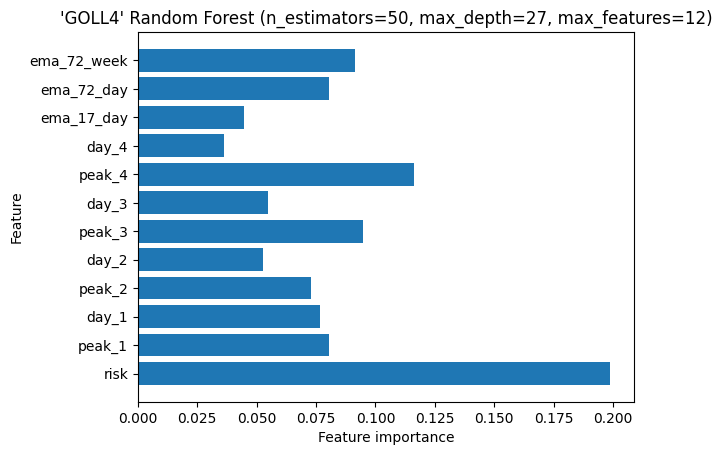 'GOLL4' Random Forest (n_estimators=50, max_depth=27, max_features=12)
ema_72_week
ema_72_day
ema_17_day
day_4
peak_4
day_3
peak_3
day_2
peak_2
day_1
peak_1
risk
Feature
0.000 0.025 0.050 0.075 0.100 0.125 0.150 0.175 0.200
Feature importance